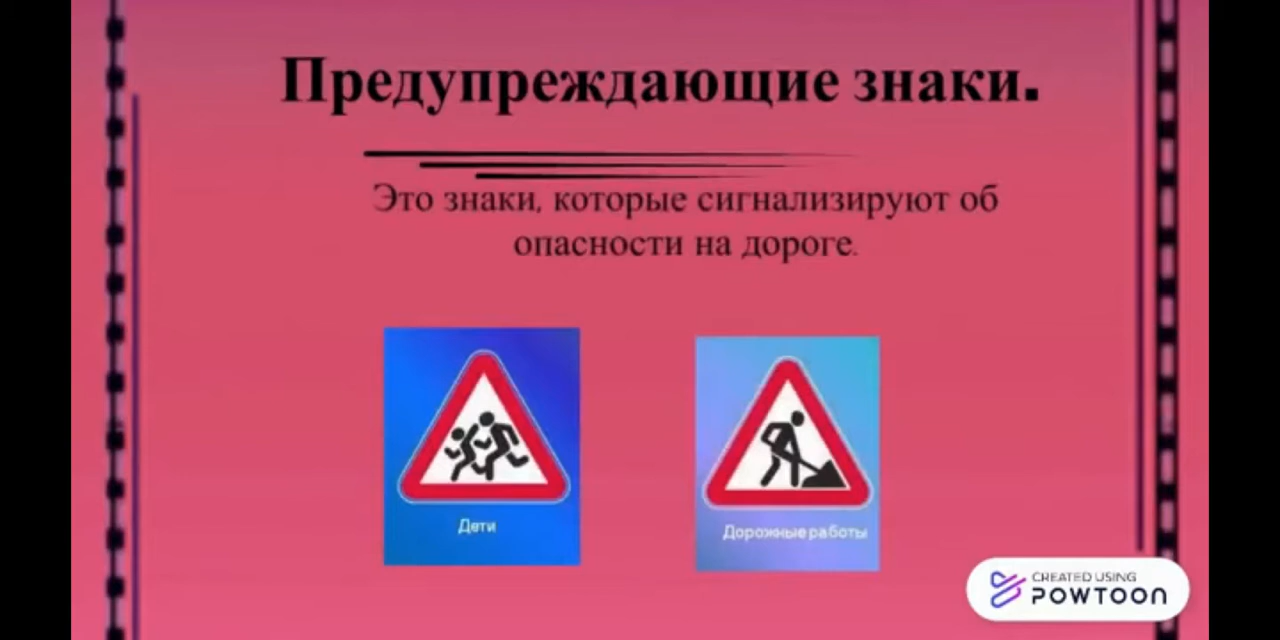 Предупреждающие знаки.
Это знаки, которые сигнализируют об
опасности на дороге.
Дети
Дорожные работы
CREATED USING
POWTOON